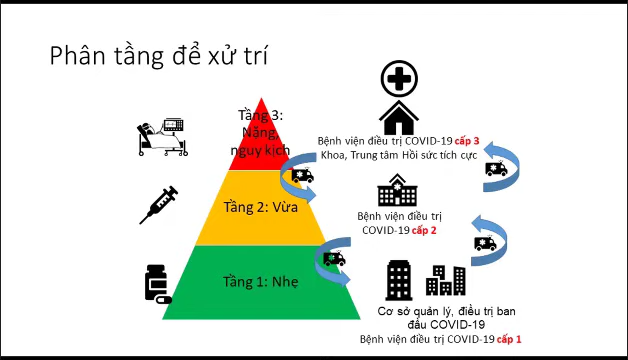 Phân tầng để xử trí
Tầng 3:
Nặng,
nguy kịch
Bệnh viện điều trị COVID-19 cấp 3
Khoa, Trung tâm Hồi sức tích cực
Tầng 2: Vừa
Bệnh viện điều trị
COVID-19 cấp 2
Tầng 1: Nhẹ
Cơ sở quản lý, điều trị ban
đầu COVID-19
Bệnh viện điều trị COVID-19 cấp 1